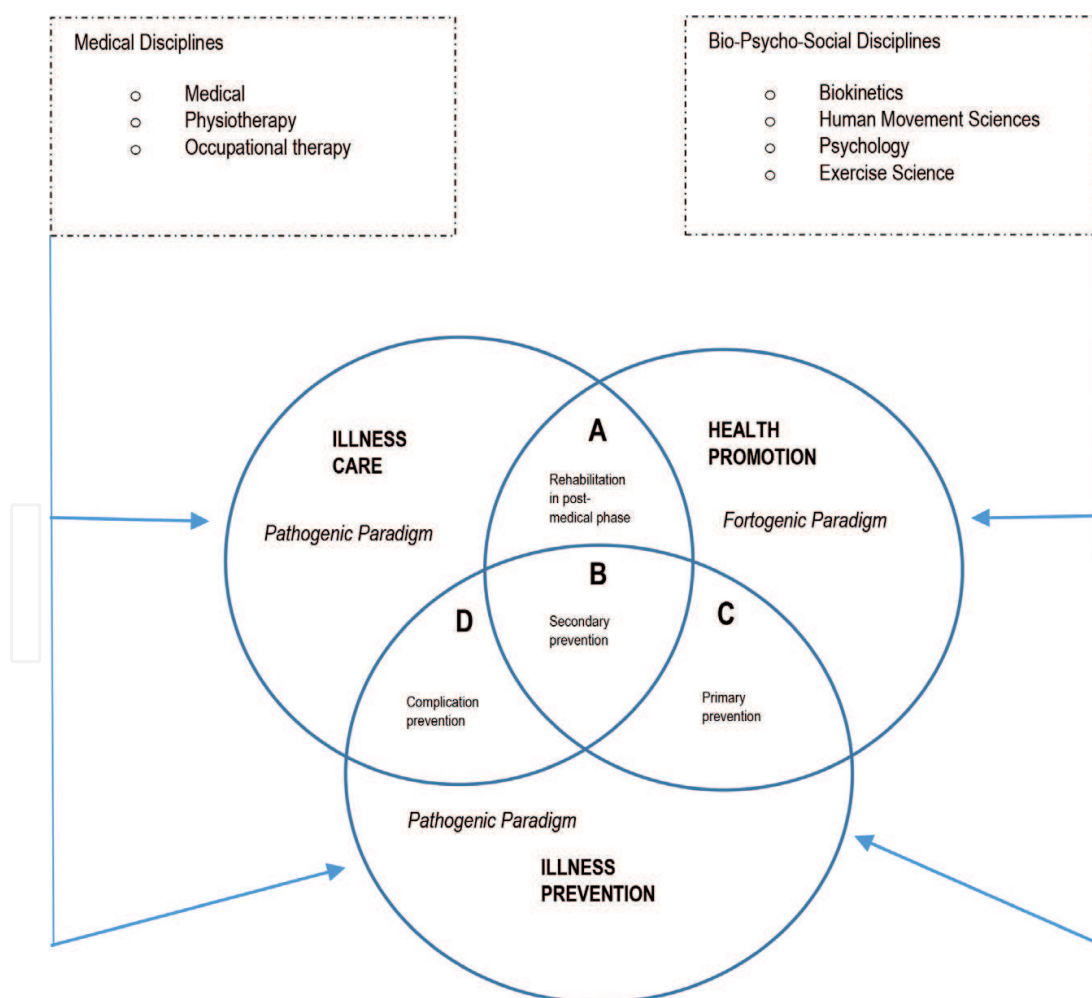 Medical Disciplines
o Medical
o Physiotherapy
o Occupational therapy
Bio-Psycho-Social Disciplines
o Biokinetics
o Human Movement Sciences
o Psychology
o Exercise Science
ILLNESS
CARE
Pathogenic Paradigm
A
Rehabilitation
in post-
medical phase
HEALTH
PROMOTION
Fortogenic Paradigm
B
Secondary
prevention
D
Complication
prevention
C
Primary
prevention
Pathogenic Paradigm
ILLNESS
PREVENTION